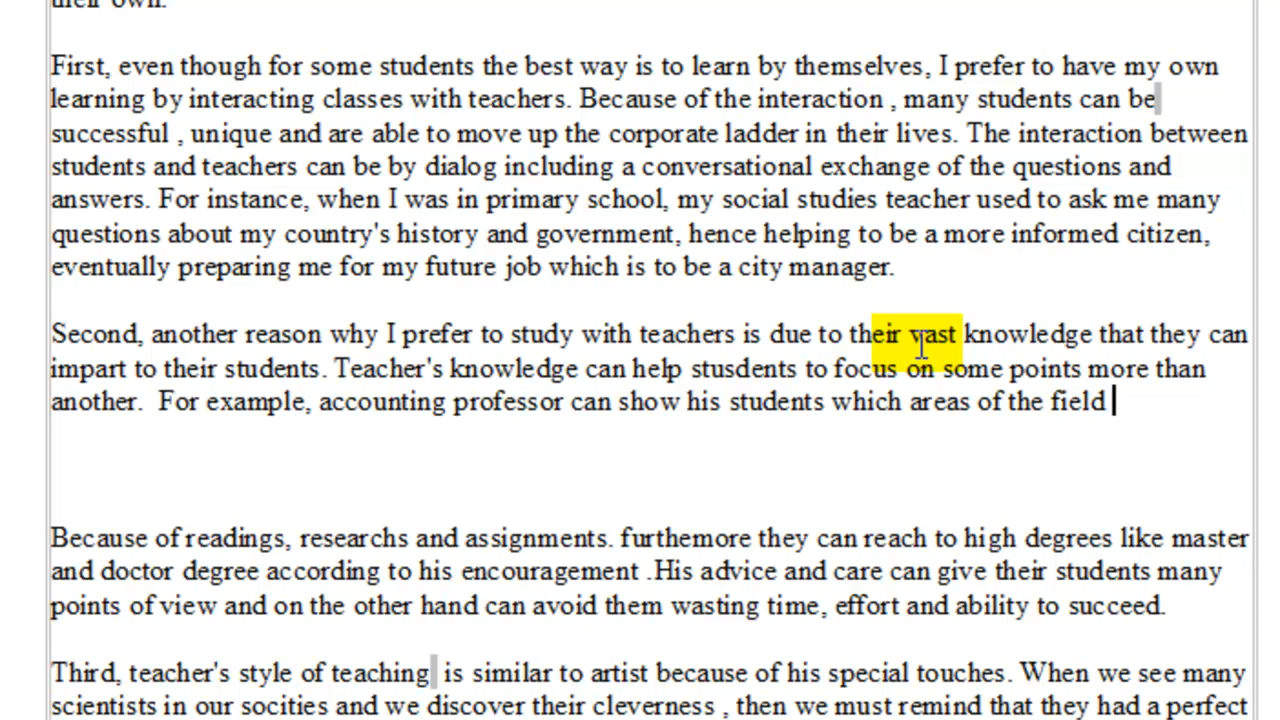 their own.
First, even though for some students the best way is to learn by themselves, I prefer to have my own
learning by interacting classes with teachers. Because of the interaction , many students can be
successful , unique and are able to move up the corporate ladder in their lives. The interaction between
students and teachers can be by dialog including a conversational exchange of the questions and
answers. For instance, when I was in primary school, my social studies teacher used to ask me many
questions about my country's history and government, hence helping to be a more informed citizen,
eventually preparing me for my future job which is to be a city manager.
Second, another reason why I prefer to study with teachers is due to their vast knowledge that they can
impart to their students. Teacher's knowledge can help stusdents to focus on some points more than
another.  For example, accounting professor can show his students which areas of the field
Because of readings, researchs and assignments. furthemore they can reach to high degrees like master
and doctor degree according to his encouragement .His advice and care can give their students many
points of view and on the other hand can avoid them wasting time, effort and ability to succeed.
Third, teacher's style of teaching  is similar to artist because of his special touches. When we see many
scientists in our socities and we discover their cleverness , then we must remind that they had a perfect